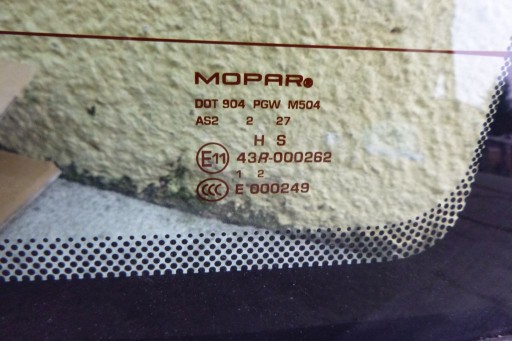 MOPAR
DOT 904 PGW M504
AS2 2 27
H S
E11 43R-000262
1 2
CCC E 000249